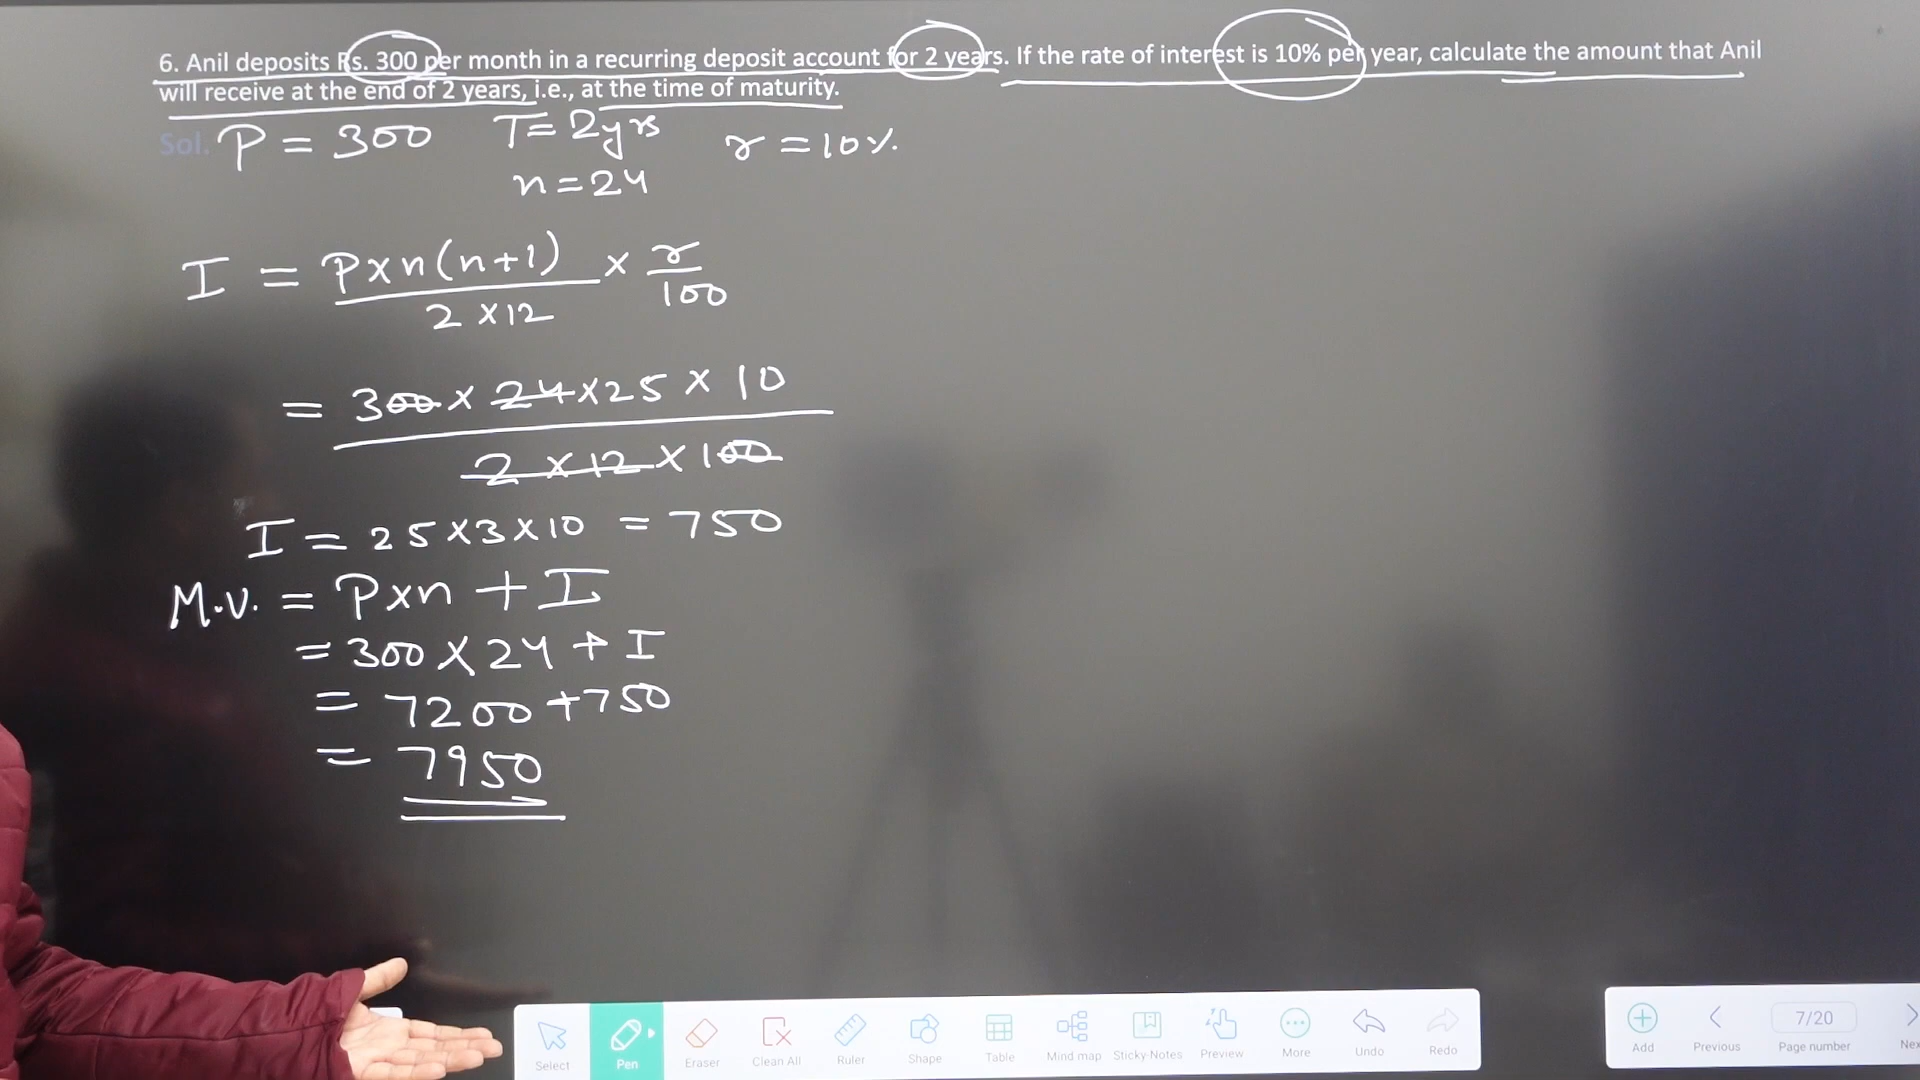 6. Anil deposits Rs. 300 per month in a recurring deposit account for 2 years. If the rate of interest is 10% per year, calculate the amount that Anil
will receive at the end of 2 years, i.e., at the time of maturity.
Sol. P = 300 T = 2yrs r = 10%
n = 24
I = P×n(n+1) / 2×12 × r/100
= 300 × 24 × 25 × 10
2 × 12 × 100
I = 25×3×10 = 750
M.V. = P×n + I
= 300 × 24 + I
= 7200+750
= 7950
Select Pen Eraser Clean All Ruler Shape Table Mind map Sticky-Notes Preview More Undo Redo
7/20
Add Previous Page number